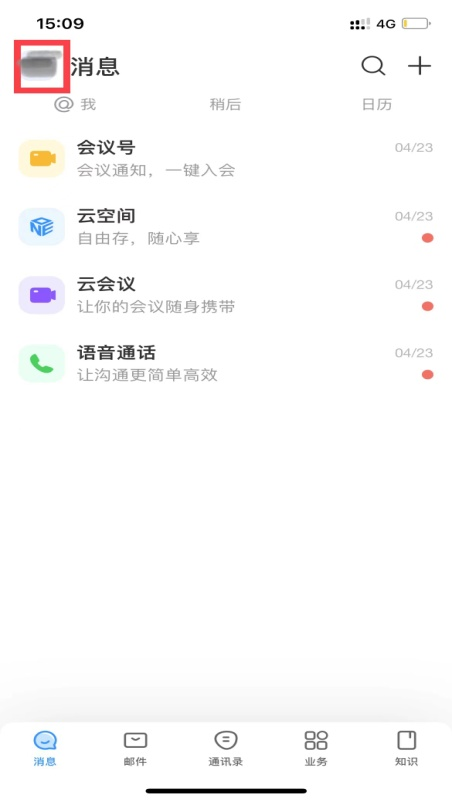 15:09 4G
消息
@ 我 稍后 日历
会议号 04/23
会议通知，一键入会
云空间 04/23
自由存，随心享
云会议 04/23
让你的会议随身携带
语音通话 04/23
让沟通更简单高效
消息 邮件 通讯录 业务 知识